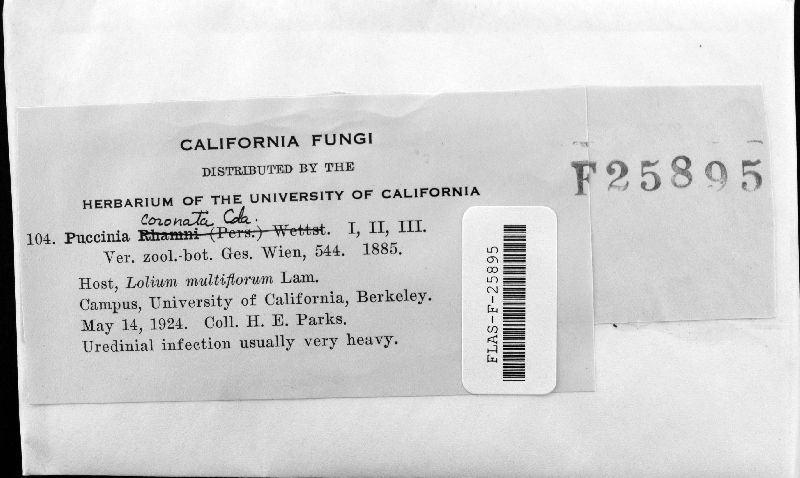 CALIFORNIA FUNGI
DISTRIBUTED BY THE
HERBARIUM OF THE UNIVERSITY OF CALIFORNIA
coronata Cda.
104. Puccinia Rhamni (Pers.) Wettst. I, II, III.
Ver. zool.-bot. Ges. Wien, 544. 1885.
Host, Lolium multiflorum Lam.
Campus, University of California, Berkeley.
May 14, 1924. Coll. H. E. Parks.
Uredinial infection usually very heavy.
FLAS-F-25895
F25895